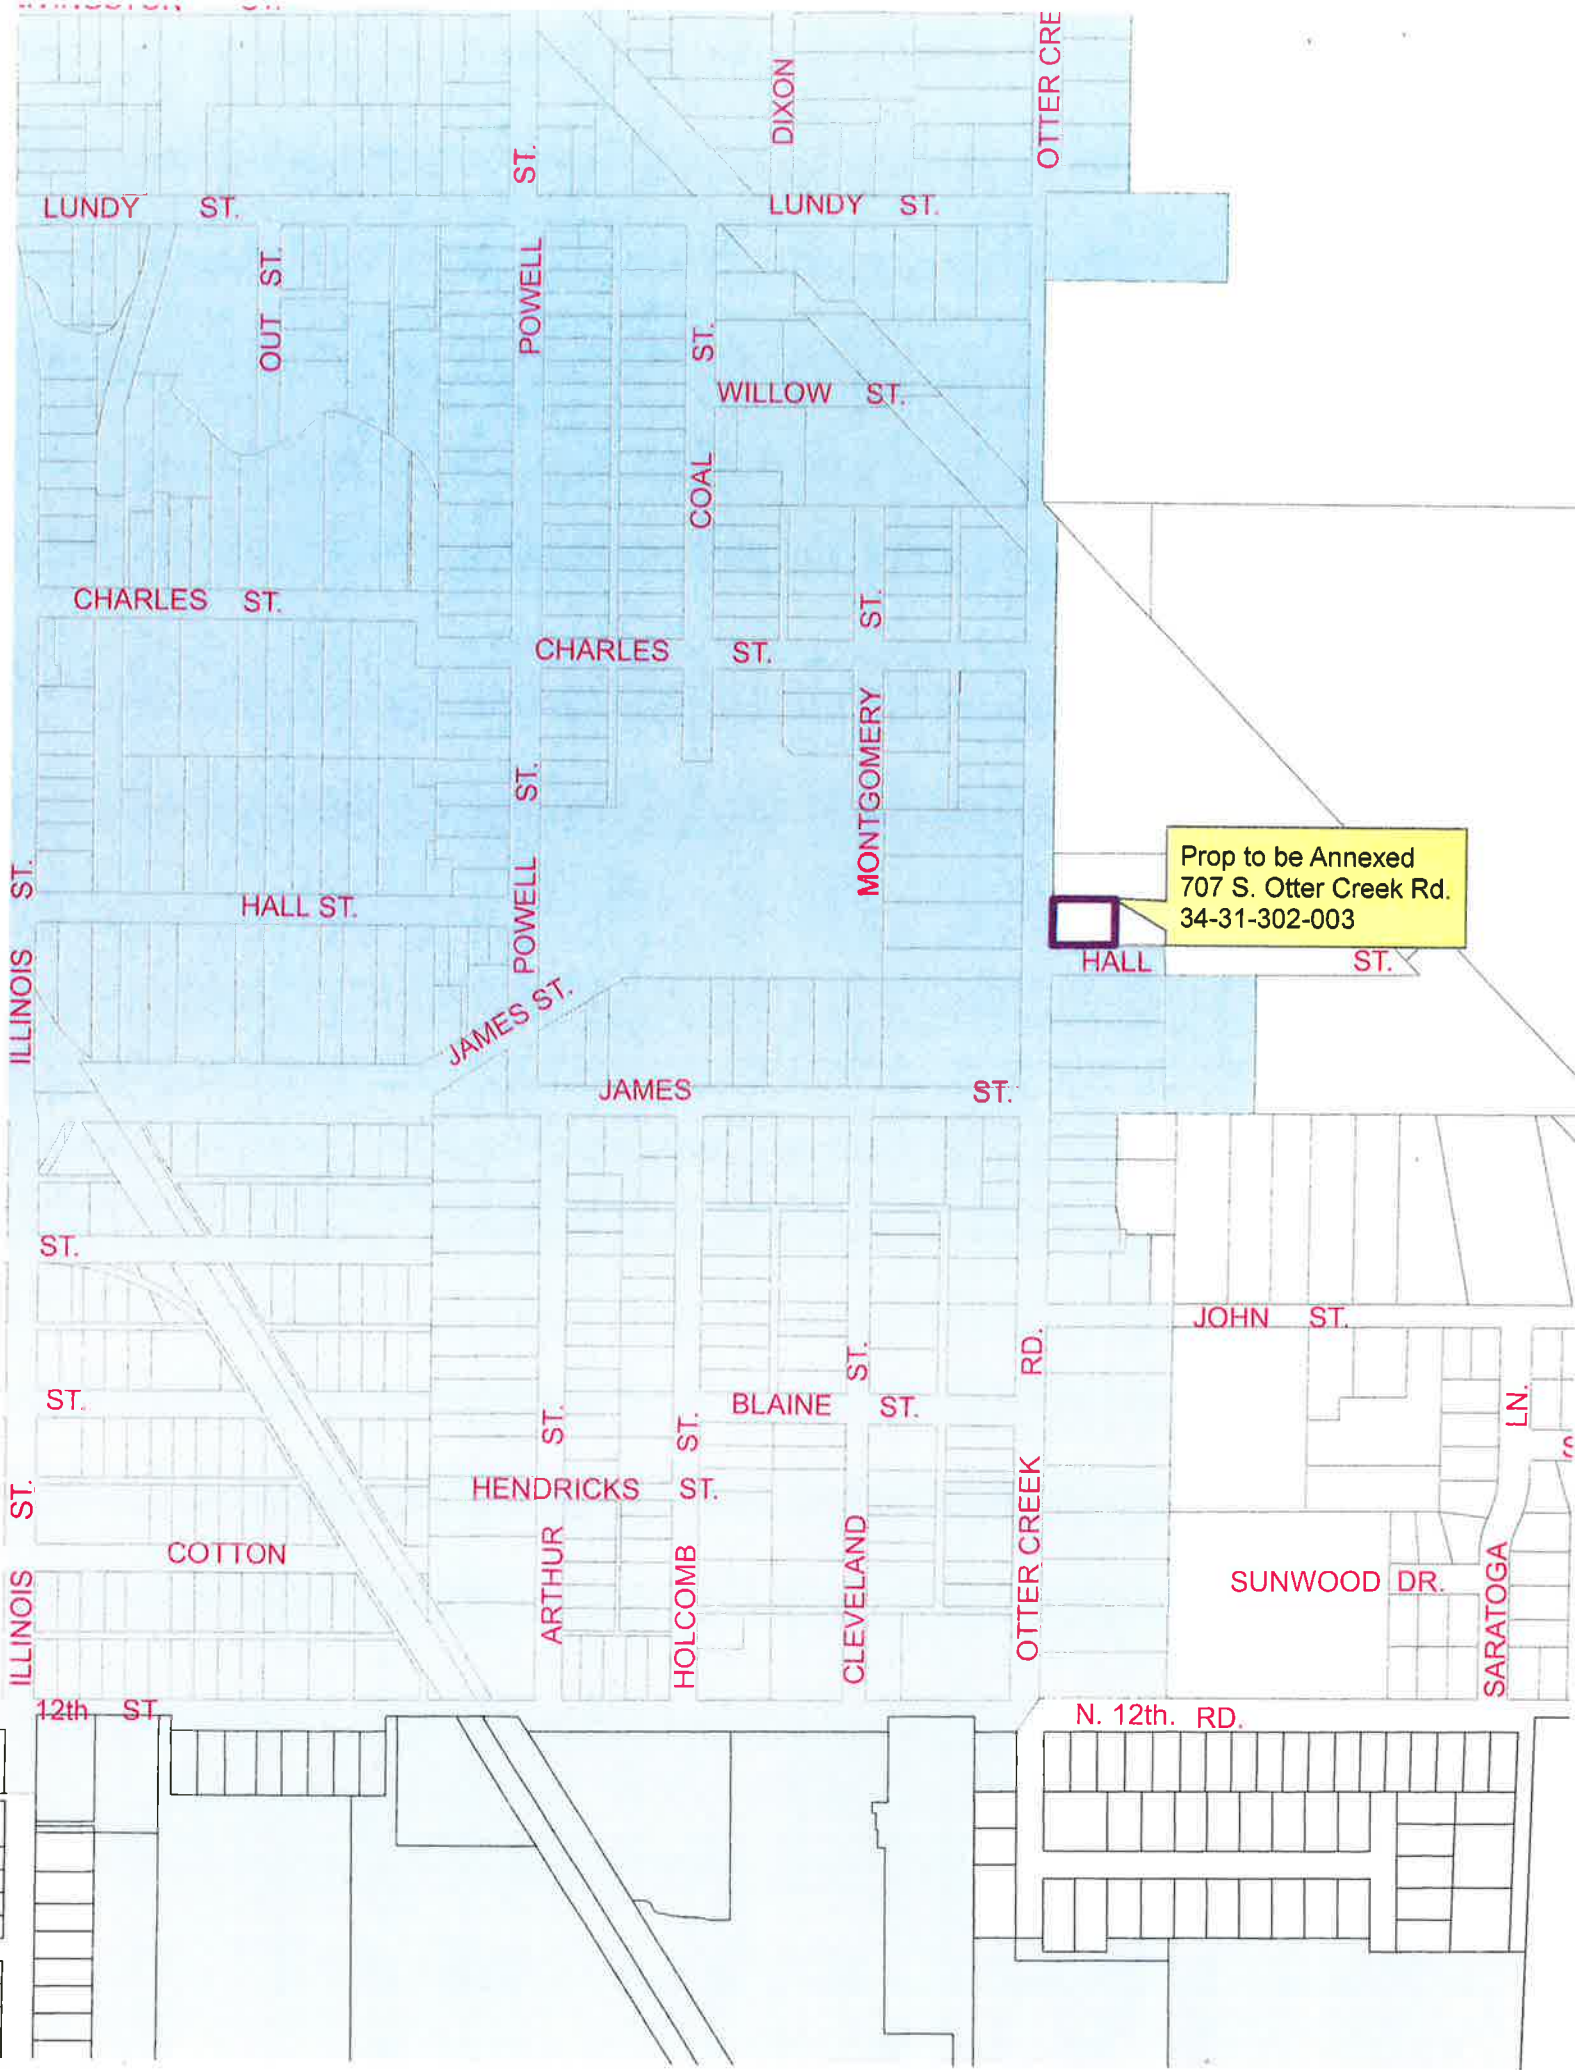 DIXON
OTTER CRE
LUNDY ST.
ST.
LUNDY ST.
OUT ST.
POWELL
ST.
WILLOW ST.
COAL
CHARLES ST.
ST.
CHARLES ST.
MONTGOMERY
ST.
Prop to be Annexed
707 S. Otter Creek Rd.
34-31-302-003
ST.
HALL ST.
POWELL
HALL ST.
ILLINOIS
JAMES ST.
JAMES ST.
ST.
JOHN ST.
ST.
RD.
ST.
BLAINE ST.
LN.
ST.
ST.
HENDRICKS ST.
ST.
COTTON
ARTHUR
HOLCOMB
CLEVELAND
OTTER CREEK
SUNWOOD DR.
SARATOGA
ILLINOIS
12th ST
N. 12th. RD.